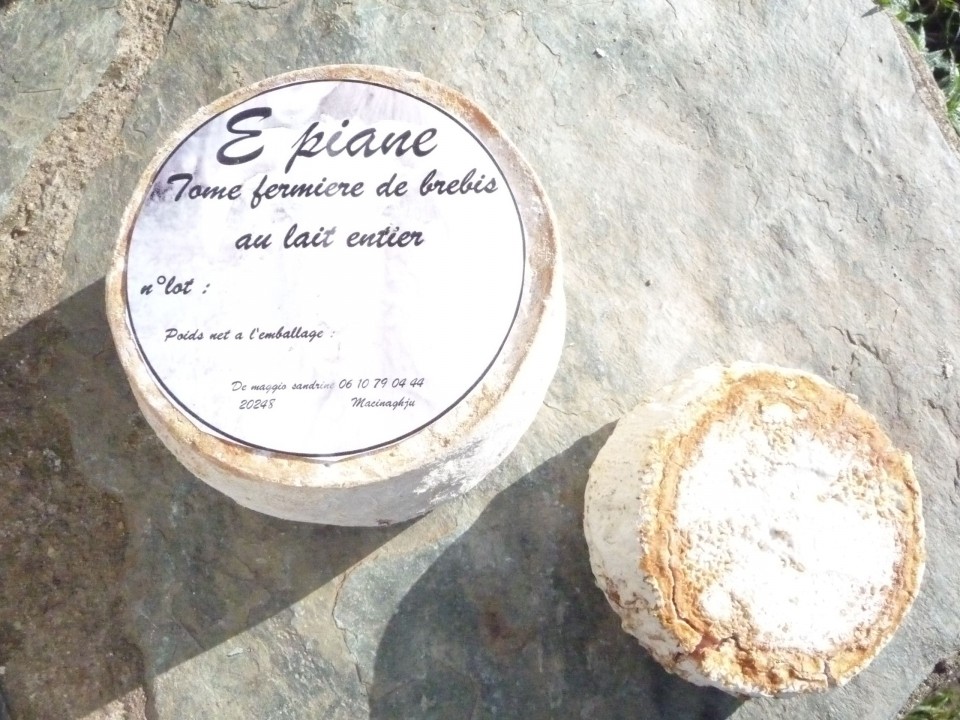 E piane
Tome fermiere de brebis
au lait entier
n°lot :
Poids net a l'emballage :
De maggio sandrine 06 10 79 04 44
20248 Macinaghju